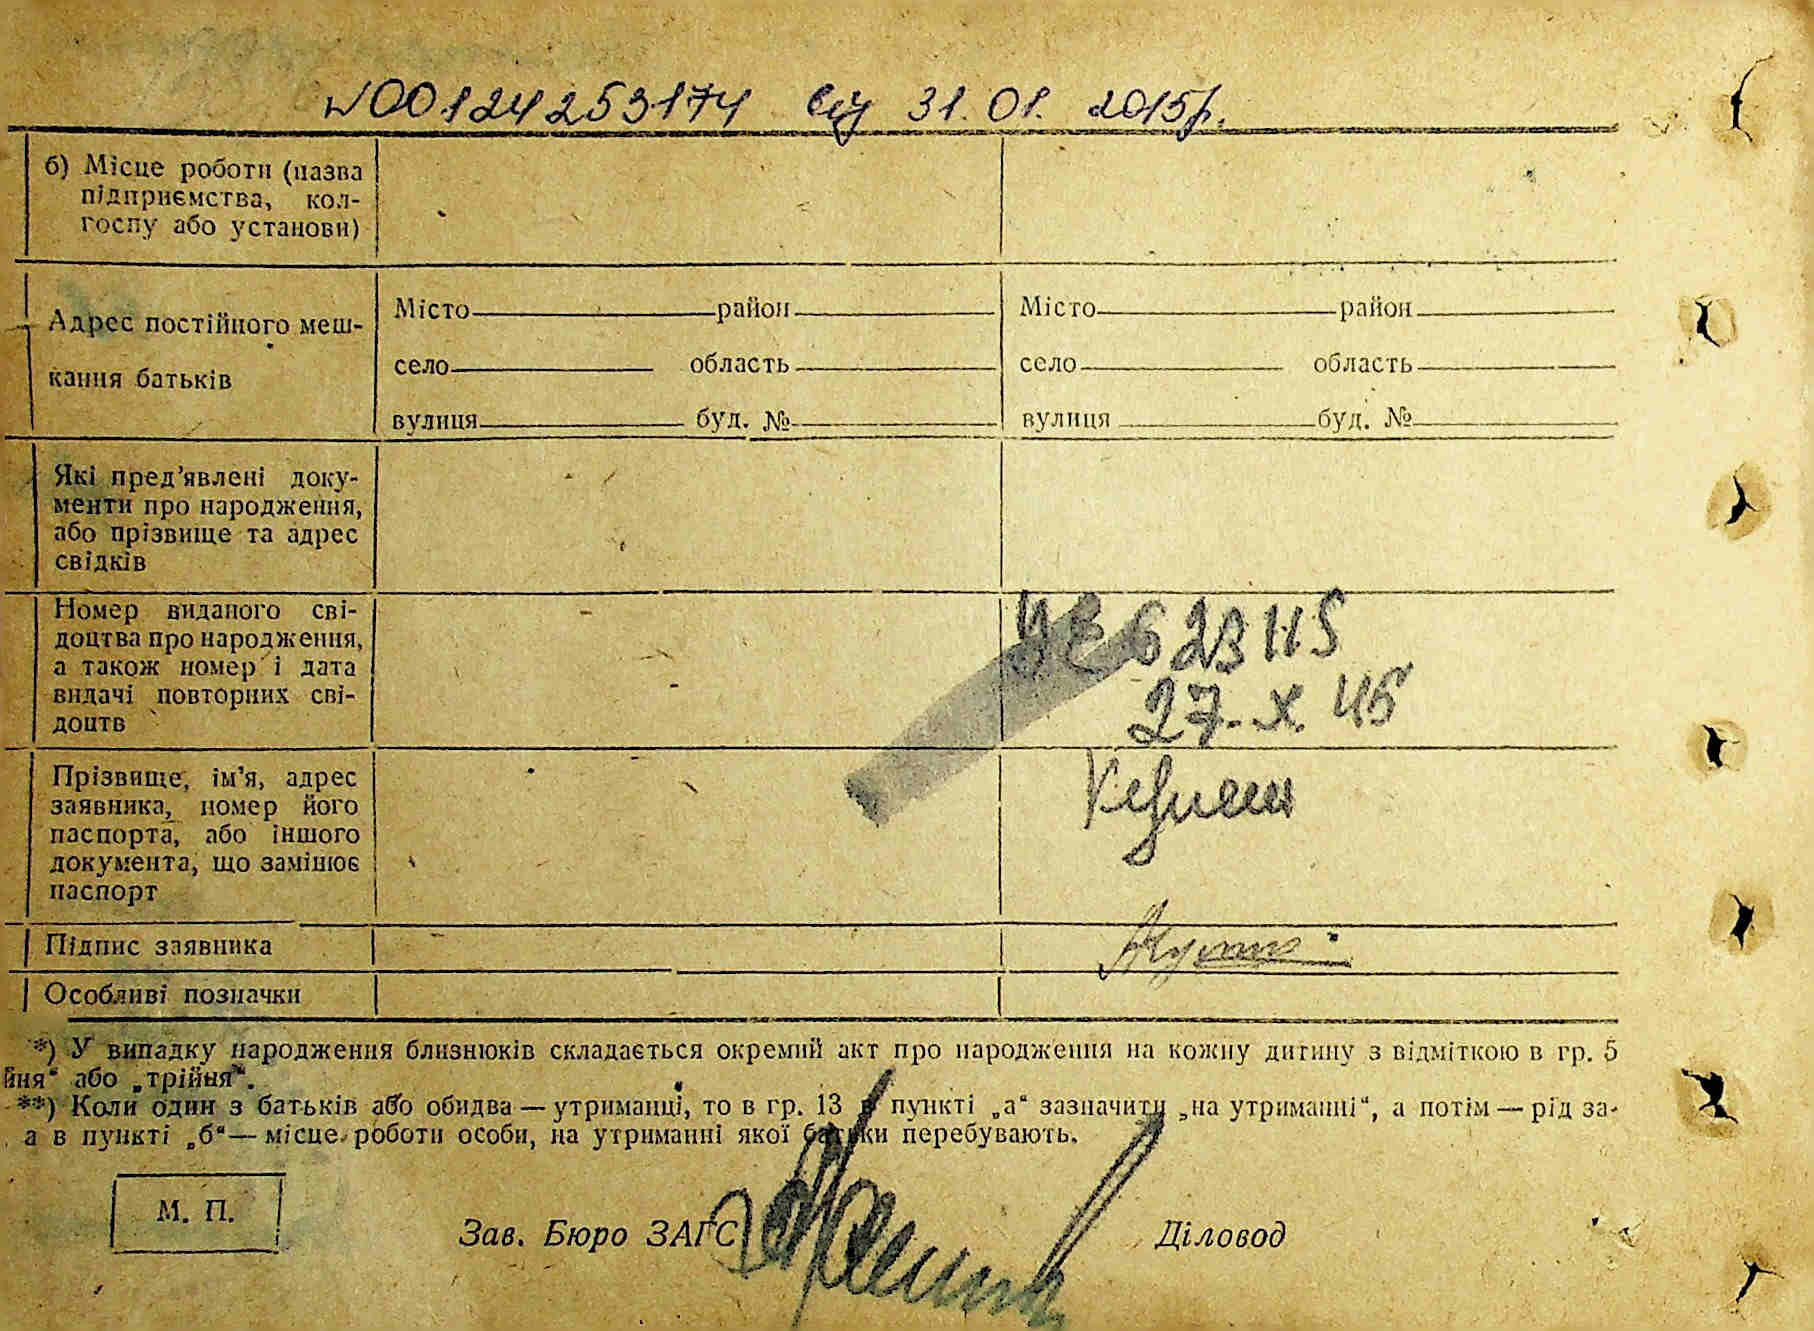 №00124253174 від 31.01.2015р.
б) Місце роботи (назва
підприємства, кол-
госпу або установи)
Адрес постійного меш-
кання батьків
Місто район Місто район
село область село область
вулиця буд. № вулиця буд. №
Які пред’явлені доку-
менти про народження,
або прізвище та адрес
свідків
Номер виданого сві-
доцтва про народження,
а також номер і дата
видачі повторних сві-
доцтв
623115
27-X 45
Прізвище, ім’я, адрес
заявника, номер його
паспорта, або іншого
документа, що замінює
паспорт
Підпис заявника
Особливі позначки
*) У випадку народження близнюків складається окремий акт про народження на кожну дитину з відміткою в гр. 5
йня“ або „трійня“.
**) Коли один з батьків або обидва — утриманці, то в гр. 13 в пункті „а“ зазначити „на утриманні“, а потім — рід за-
а в пункті „б“ — місце роботи особи, на утриманні якої батьки перебувають.
М. П.
Зав. Бюро ЗАГС Діловод